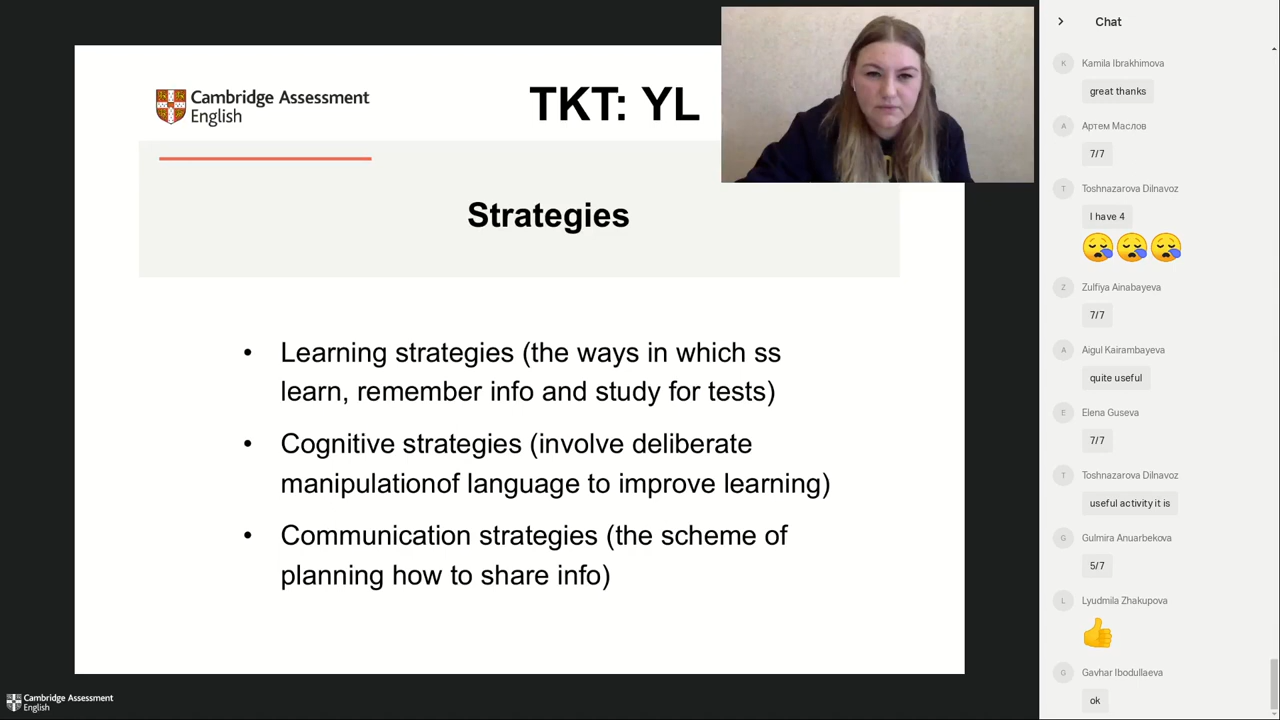 Cambridge Assessment
English
TKT: YL
Strategies
• Learning strategies (the ways in which ss
learn, remember info and study for tests)
• Cognitive strategies (involve deliberate
manipulationof language to improve learning)
• Communication strategies (the scheme of
planning how to share info)
Cambridge Assessment
English
Chat
K Kamila Ibrakhimova
great thanks
A Артем Маслов
7/7
T Toshnazarova Dilnavoz
I have 4
😪😪😪
Z Zulfiya Ainabayeva
7/7
A Aigul Kairambayeva
quite useful
E Elena Guseva
7/7
T Toshnazarova Dilnavoz
useful activity it is
G Gulmira Anuarbekova
5/7
L Lyudmila Zhakupova
👍
G Gavhar Ibodullaeva
ok